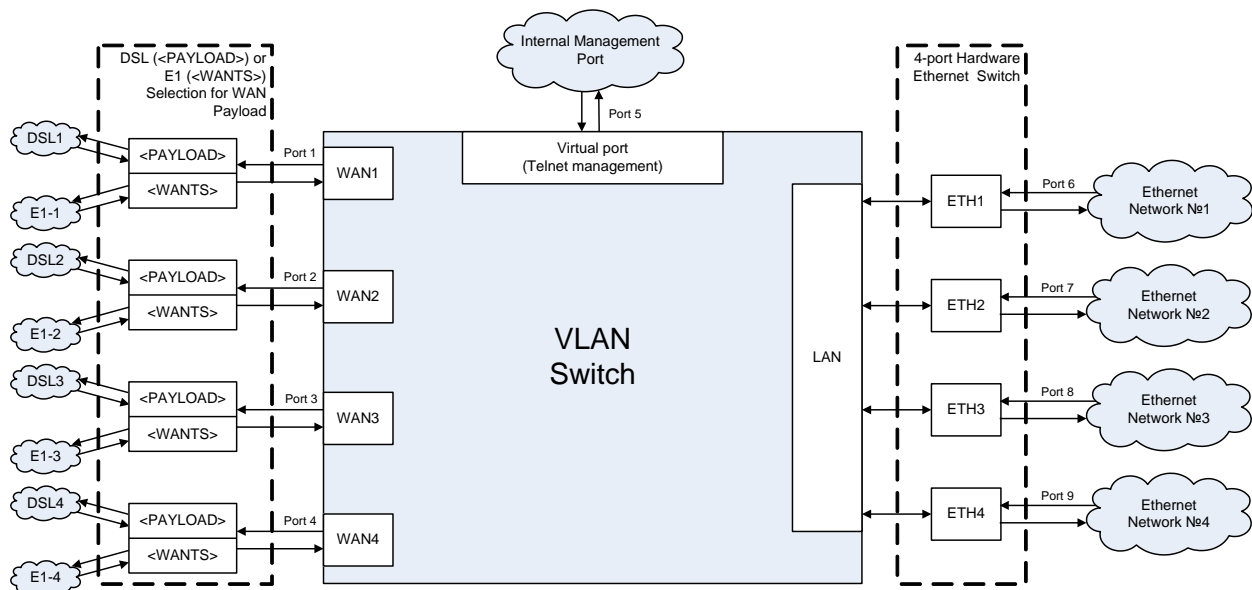 DSL (<PAYLOAD>) or
E1 (<WANTS>)
Selection for WAN
Payload
DSL1
<PAYLOAD>
<WANTS>
E1-1
Port 1
WAN1
DSL2
<PAYLOAD>
<WANTS>
E1-2
Port 2
WAN2
DSL3
<PAYLOAD>
<WANTS>
E1-3
Port 3
WAN3
DSL4
<PAYLOAD>
<WANTS>
E1-4
Port 4
WAN4
Internal Management
Port
Port 5
Virtual port
(Telnet management)
VLAN
Switch
LAN
4-port Hardware
Ethernet Switch
ETH1
Port 6
Ethernet
Network №1
ETH2
Port 7
Ethernet
Network №2
ETH3
Port 8
Ethernet
Network №3
ETH4
Port 9
Ethernet
Network №4